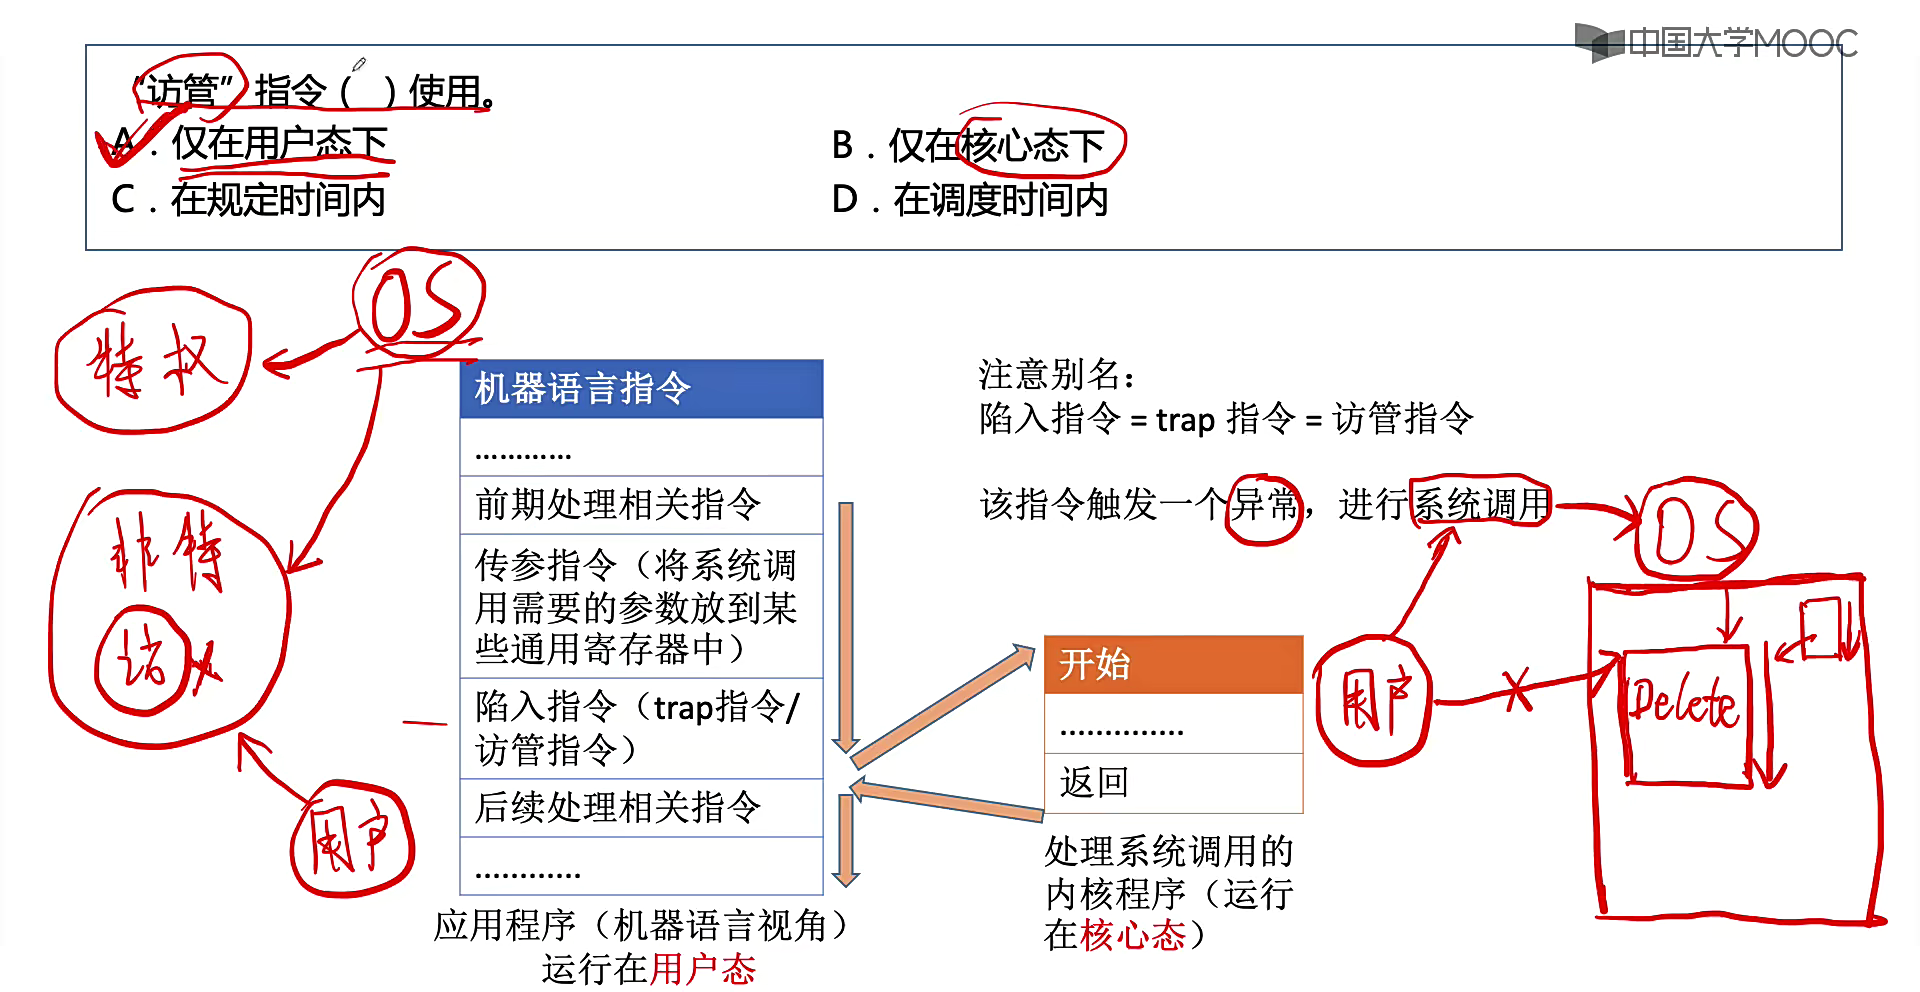 中国大学MOOC
“访管”指令（ ）使用。
A．仅在用户态下
B．仅在核心态下
C．在规定时间内
D．在调度时间内
OS
特权
非特
访
用户
机器语言指令
............
前期处理相关指令
传参指令（将系统调
用需要的参数放到某
些通用寄存器中）
陷入指令（trap指令/
访管指令）
后续处理相关指令
............
应用程序（机器语言视角）
运行在用户态
注意别名：
陷入指令 = trap 指令 = 访管指令
该指令触发一个异常，进行系统调用
OS
开始
..............
返回
处理系统调用的
内核程序（运行
在核心态）
用户
Delete